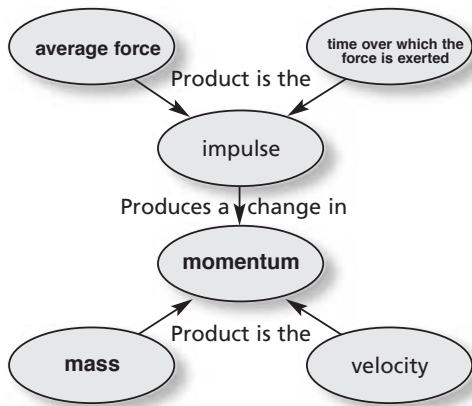 average force
time over which the
force is exerted
Product is the
impulse
Produces a change in
momentum
Product is the
mass
velocity